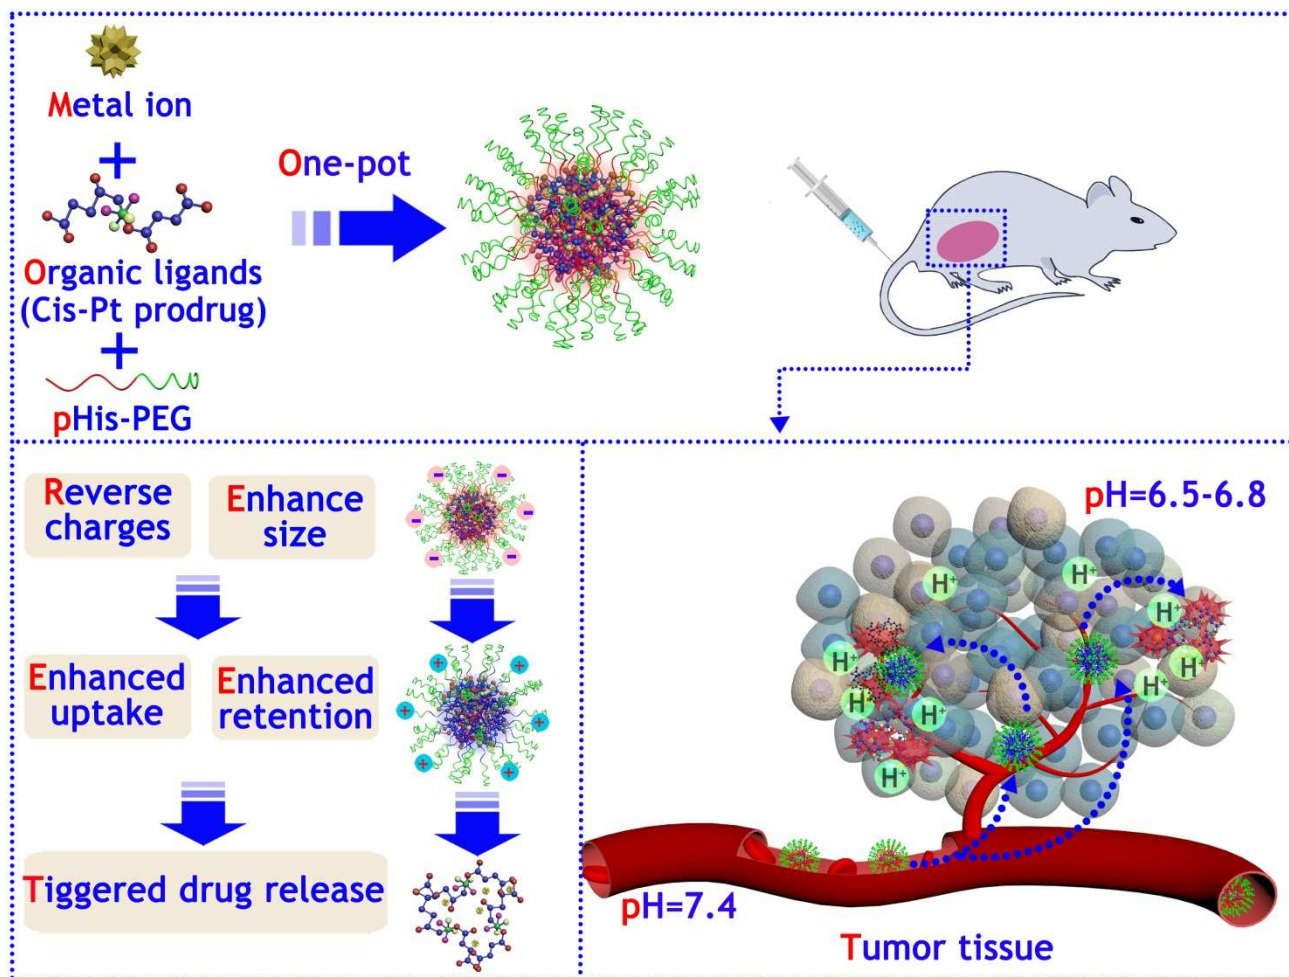 Metal ion
+
Organic ligands
(Cis-Pt prodrug)
+
pHis-PEG
One-pot
Reverse
charges
Enhance
size
Enhanced
uptake
Enhanced
retention
Tiggered drug release
-
-
-
-
-
-
+
+
+
+
+
+
pH=6.5-6.8
H+
H+
H+
H+
H+
H+
H+
H+
H+
pH=7.4
Tumor tissue